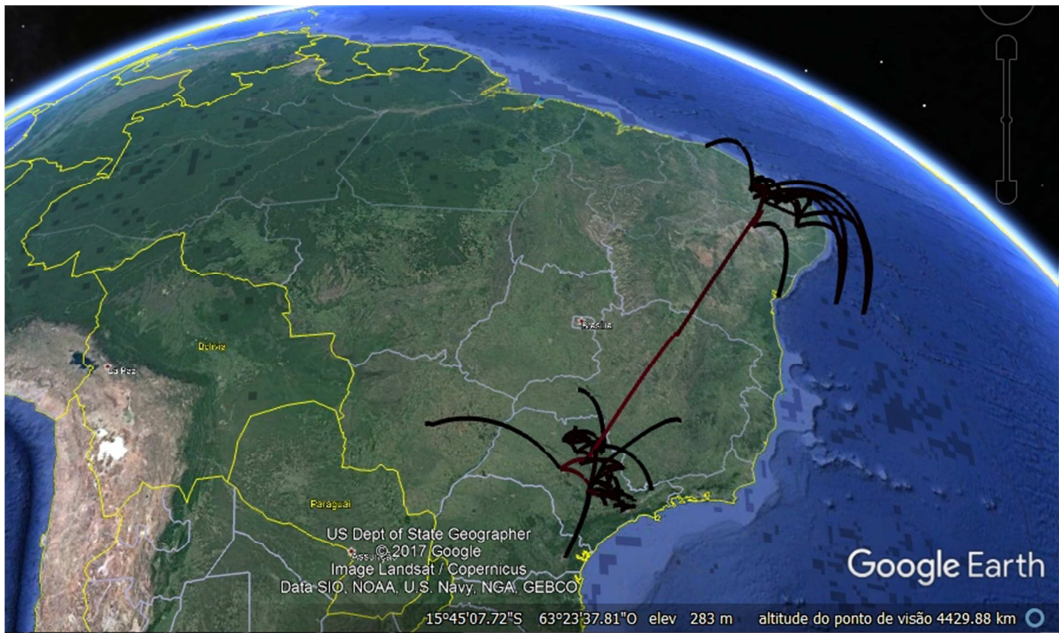 Brasília
Bolívia
La Paz
Paraguai
US Dept of State Geographer
© 2017 Google
Image Landsat / Copernicus
Data SIO, NOAA, U.S. Navy, NGA, GEBCO
Google Earth
15°45'07.72"S 63°23'37.81"O elev 283 m altitude do ponto de visão 4429.88 km